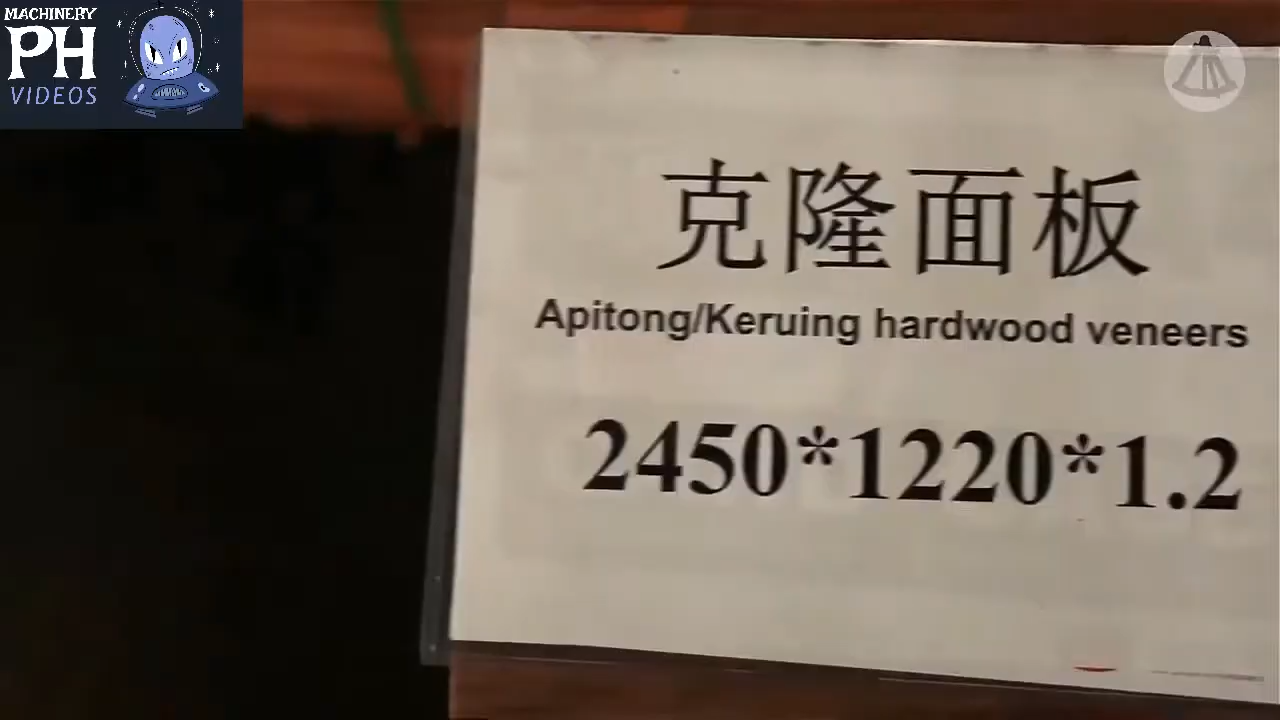 MACHINERY
PH
VIDEOS
克隆面板
Apitong/Keruing hardwood veneers
2450*1220*1.2